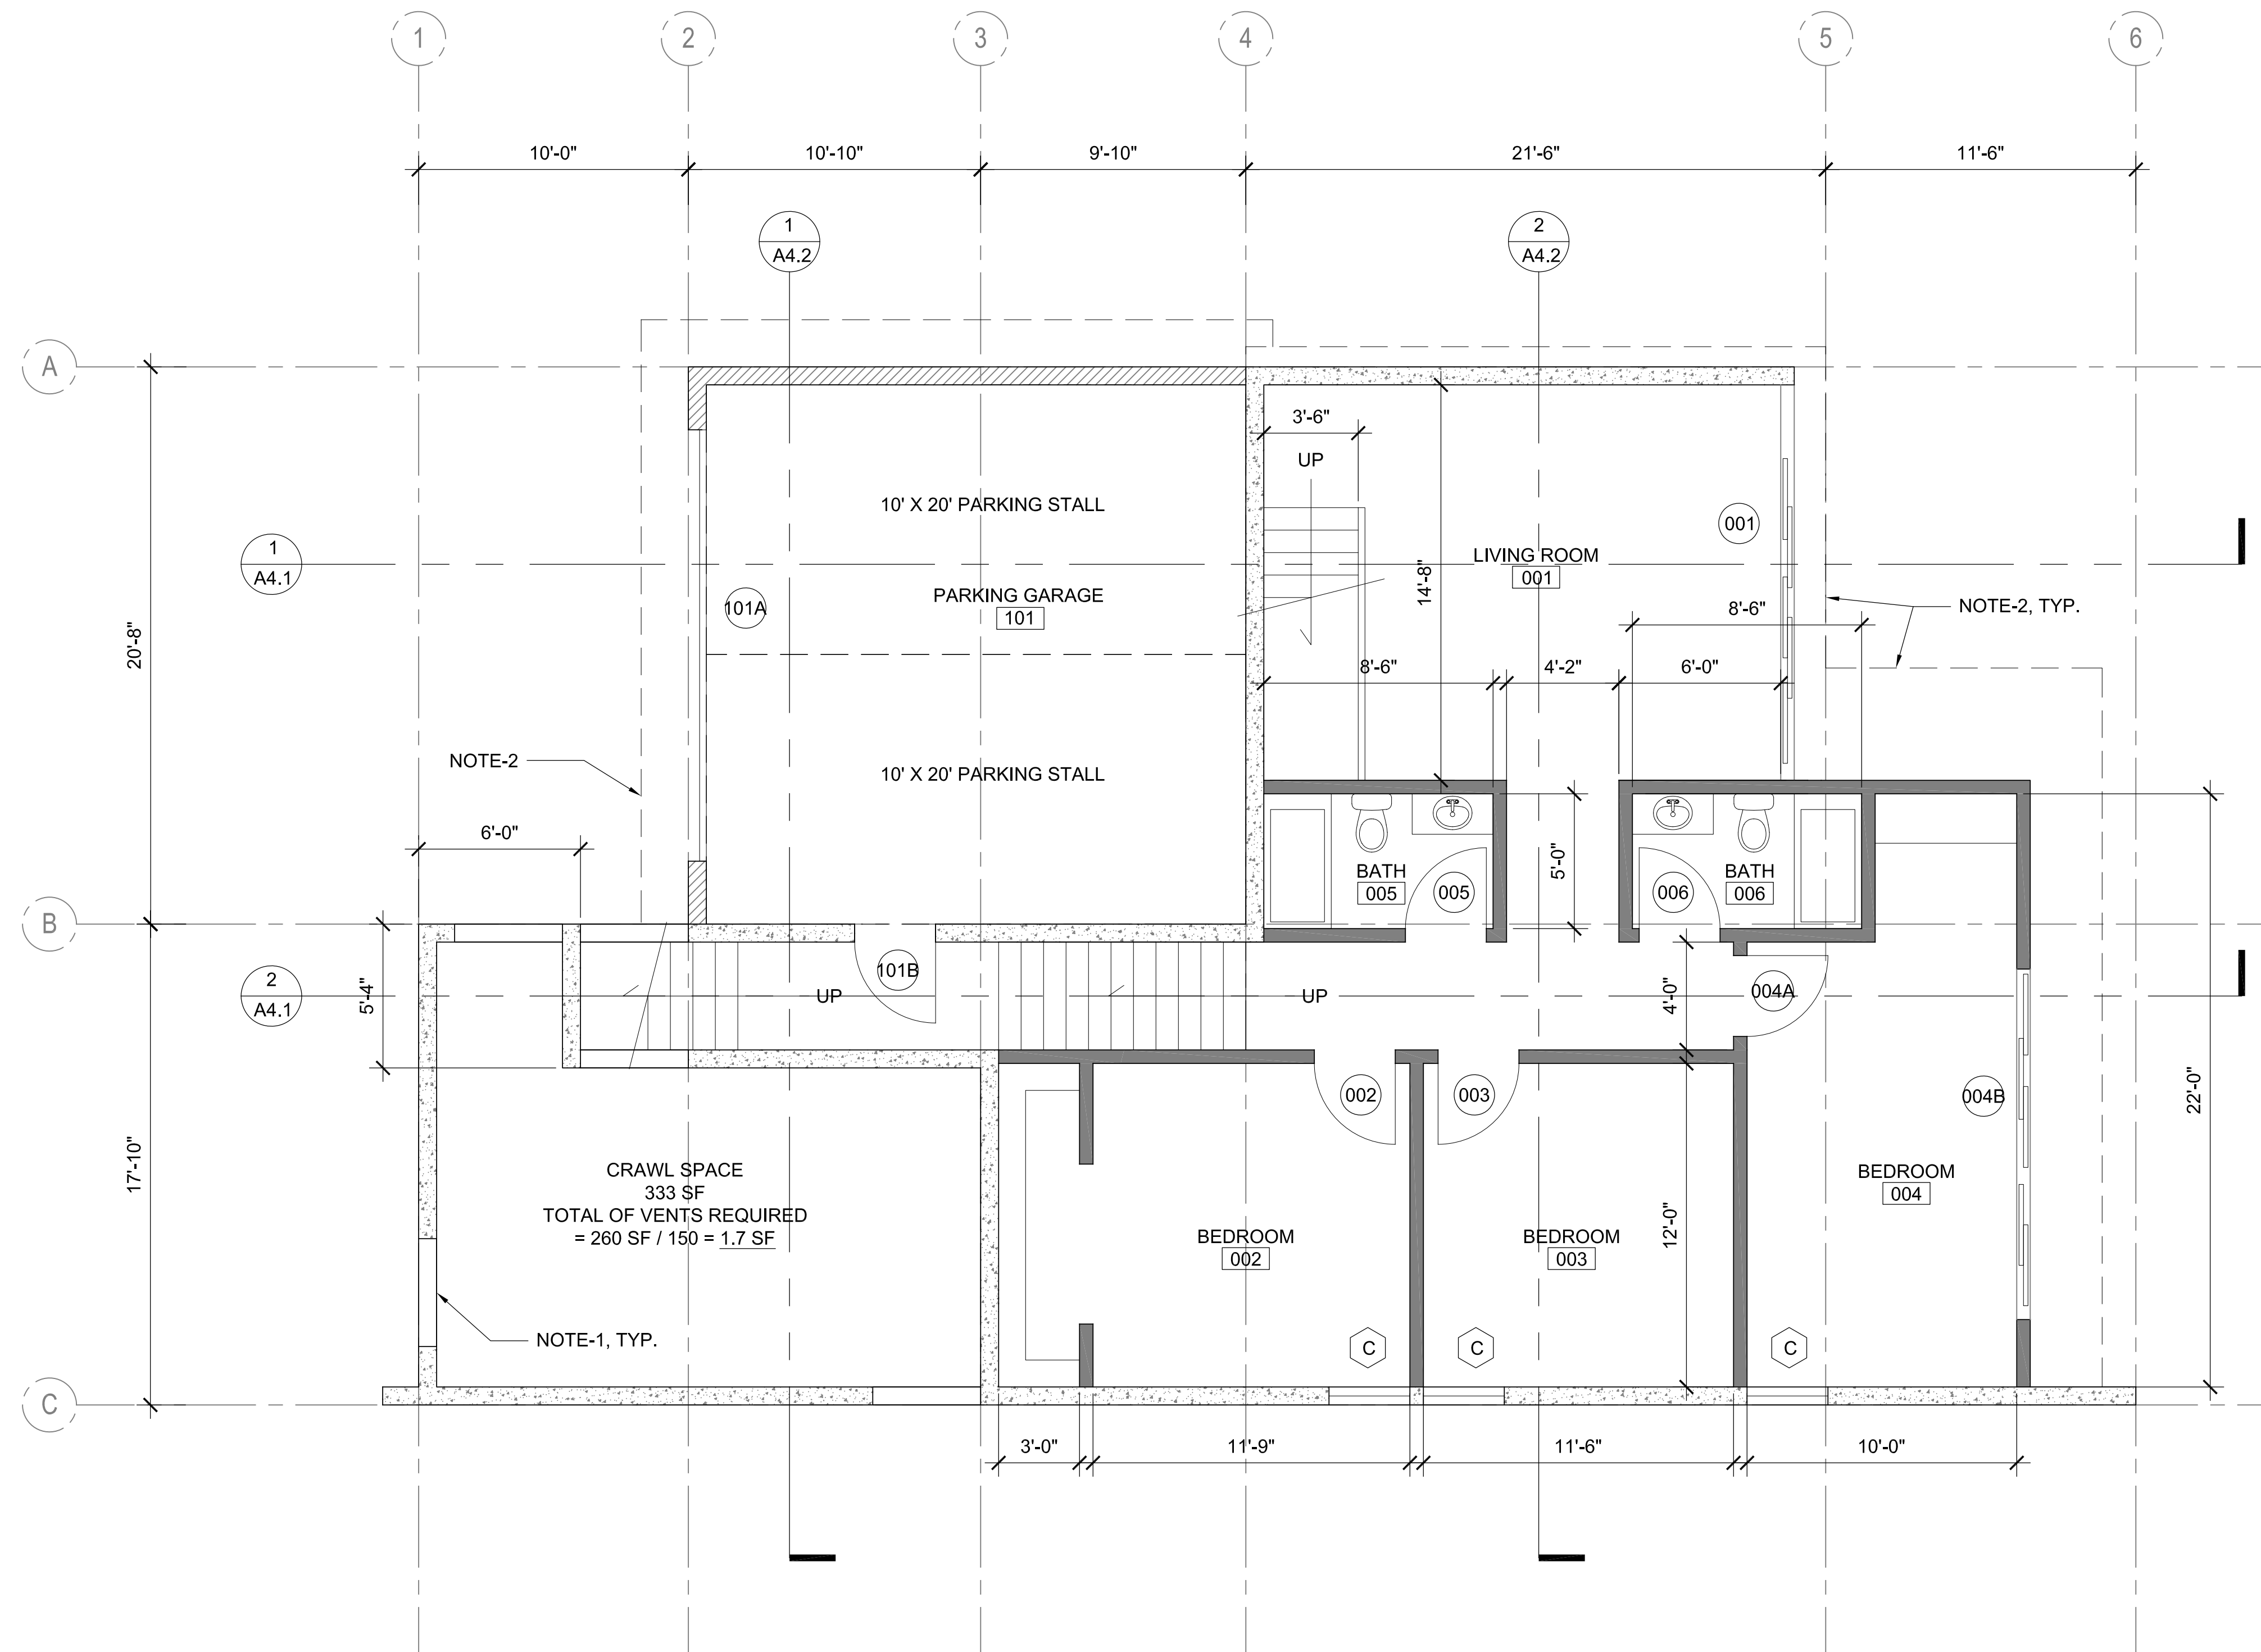 1
2
3
4
5
6
10'-0"
10'-10"
9'-10"
21'-6"
11'-6"
1
A4.2
2
A4.2
A
3'-6"
UP
10' X 20' PARKING STALL
001
1
A4.1
LIVING ROOM
001
14'-8"
PARKING GARAGE
101
101A
8'-6"
NOTE-2, TYP.
20'-8"
8'-6"
4'-2"
6'-0"
NOTE-2
10' X 20' PARKING STALL
6'-0"
5'-0"
BATH
005
005
006
BATH
006
B
101B
2
A4.1
5'-4"
UP
UP
004A
4'-0"
002
003
004B
22'-0"
17'-10"
CRAWL SPACE
333 SF
TOTAL OF VENTS REQUIRED
= 260 SF / 150 = 1.7 SF
BEDROOM
004
BEDROOM
002
BEDROOM
003
12'-0"
NOTE-1, TYP.
C
C
C
C
3'-0"
11'-9"
11'-6"
10'-0"